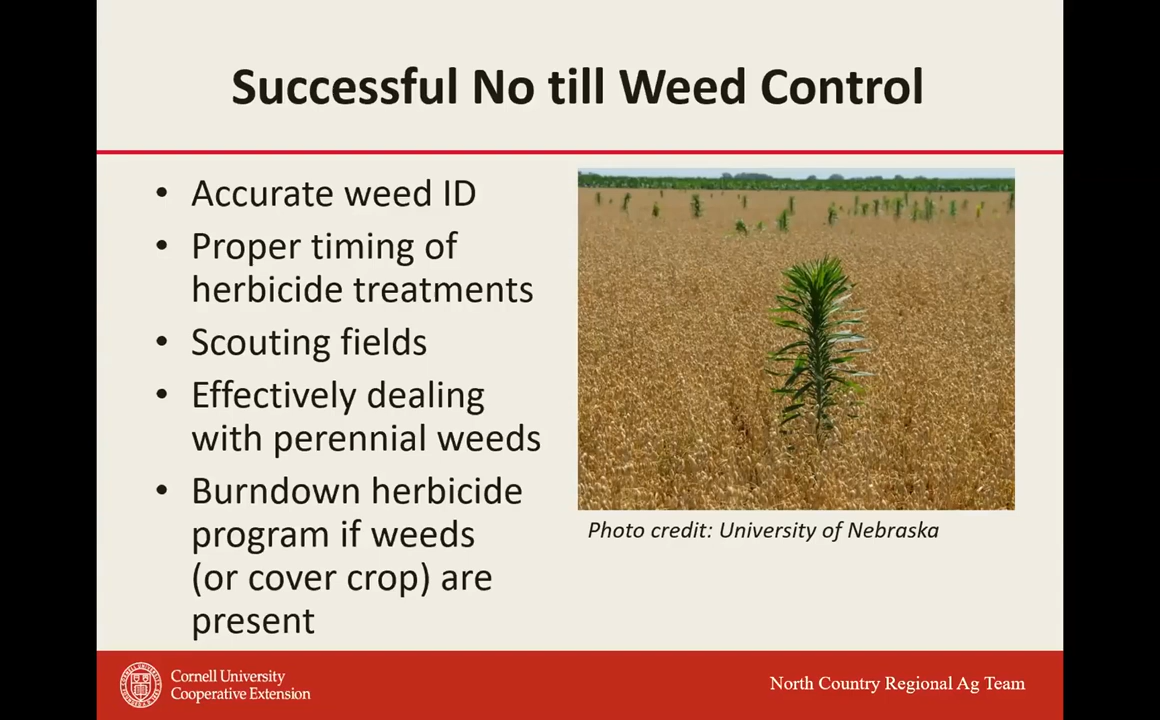 Successful No till Weed Control
• Accurate weed ID
• Proper timing of
herbicide treatments
• Scouting fields
• Effectively dealing
with perennial weeds
• Burndown herbicide
program if weeds
(or cover crop) are
present
Photo credit: University of Nebraska
Cornell University
Cooperative Extension
North Country Regional Ag Team